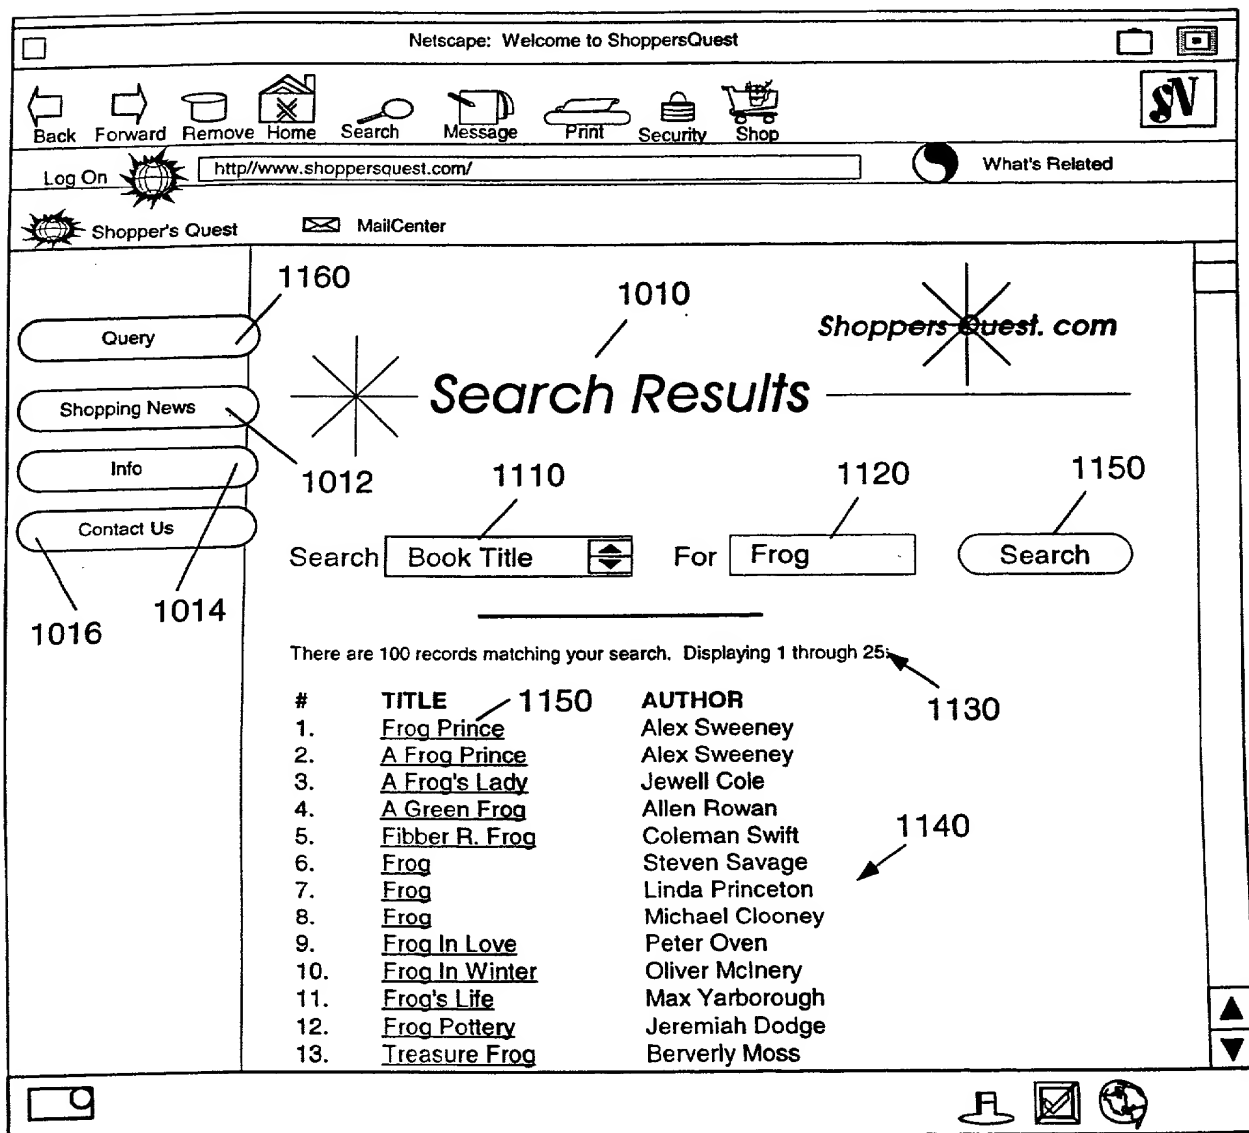 Netscape: Welcome to ShoppersQuest
Back Forward Remove Home Search Message Print Security Shop
N
Log On http//www.shoppersquest.com/ What's Related
Shopper's Quest MailCenter
1160 1010
Query Shoppers Quest. com
Search Results
Shopping News
Info 1012 1110 1120 1150
Contact Us
Search Book Title For Frog Search
1014
1016
There are 100 records matching your search. Displaying 1 through 25:
1130
# TITLE 1150 AUTHOR
1. Frog Prince Alex Sweeney
2. A Frog Prince Alex Sweeney
3. A Frog's Lady Jewell Cole
4. A Green Frog Allen Rowan
5. Fibber R. Frog Coleman Swift 1140
6. Frog Steven Savage
7. Frog Linda Princeton
8. Frog Michael Clooney
9. Frog In Love Peter Oven
10. Frog In Winter Oliver McInery
11. Frog's Life Max Yarborough
12. Frog Pottery Jeremiah Dodge
13. Treasure Frog Berverly Moss